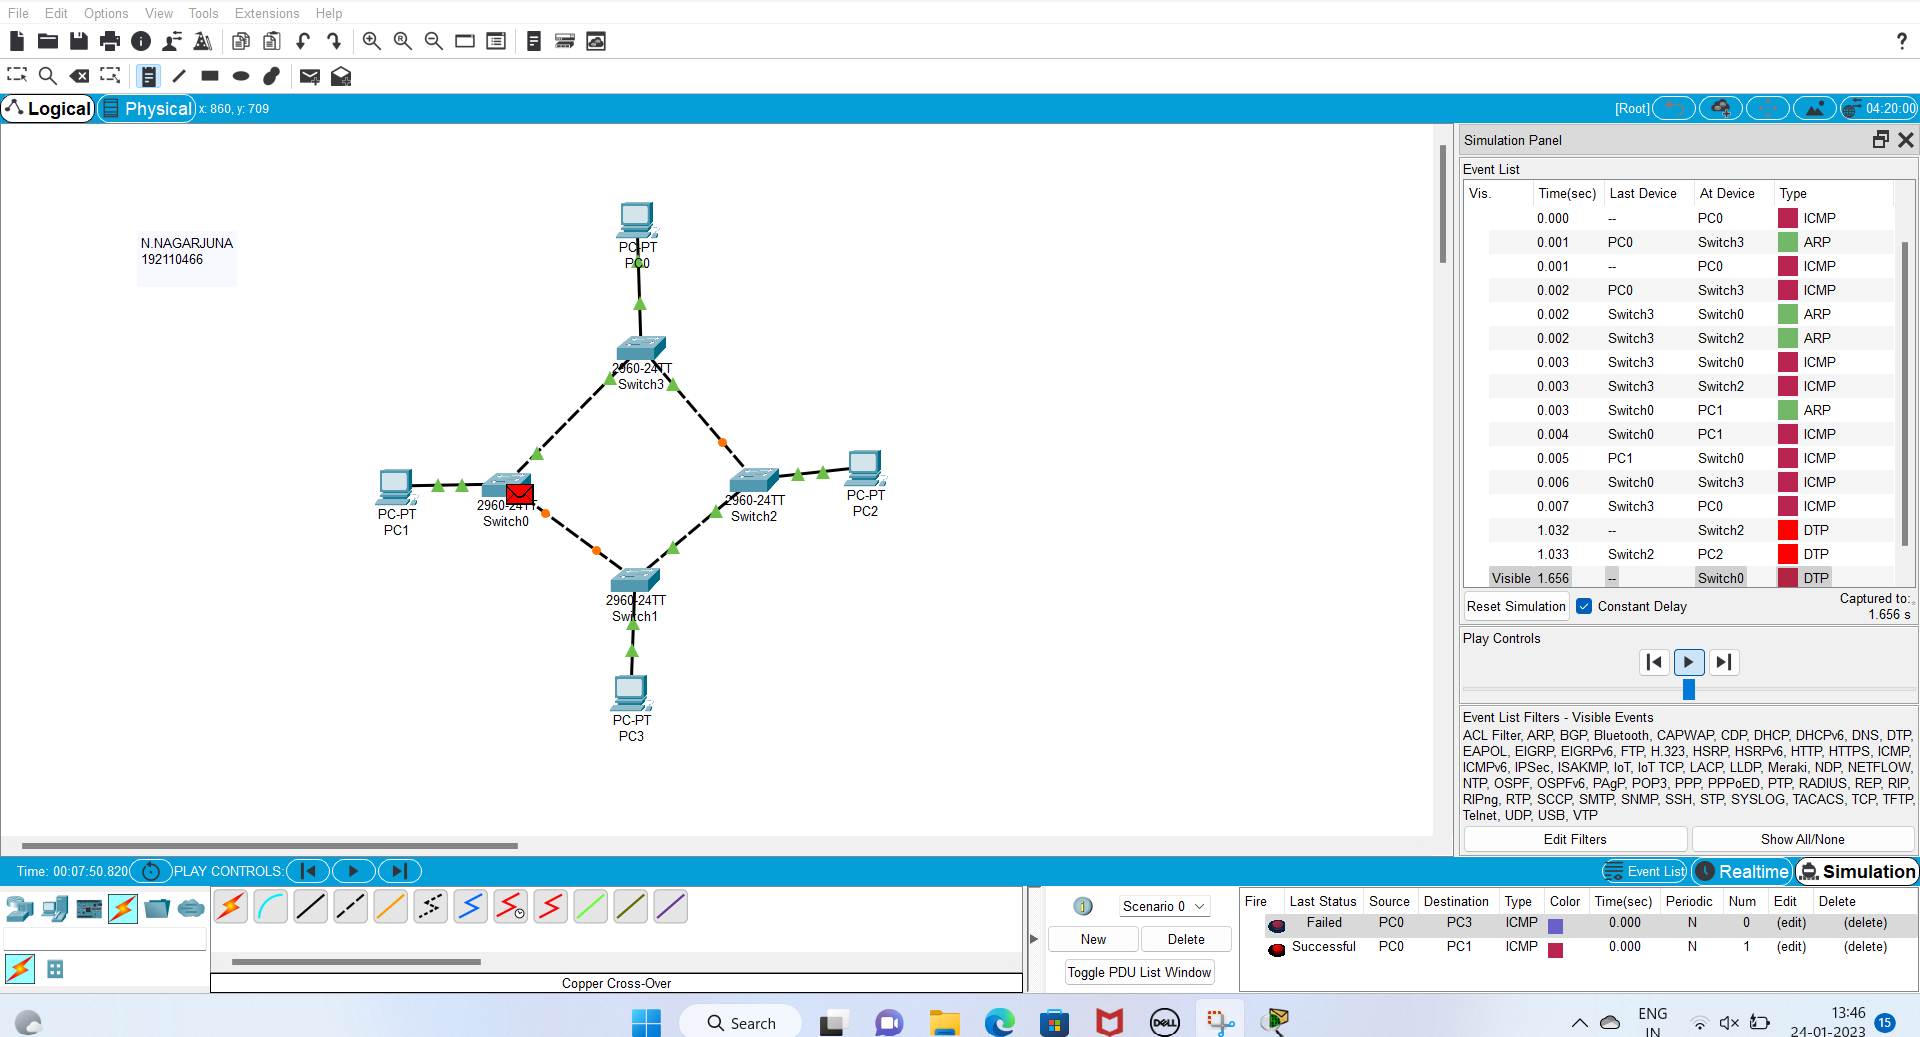 File Edit Options View Tools Extensions Help
?
Logical Physical x: 860, y: 709 [Root] 04:20:00
N.NAGARJUNA
192110466
PC-PT
PC0
2960-24TT
Switch3
PC-PT
PC1
2960-24TT
Switch0
2960-24TT
Switch2
PC-PT
PC2
2960-24TT
Switch1
PC-PT
PC3
Simulation Panel
Event List
Vis. Time(sec) Last Device At Device Type
0.000 -- PC0 ICMP
0.001 PC0 Switch3 ARP
0.001 -- PC0 ICMP
0.002 PC0 Switch3 ICMP
0.002 Switch3 Switch0 ARP
0.002 Switch3 Switch2 ARP
0.003 Switch3 Switch0 ICMP
0.003 Switch3 Switch2 ICMP
0.003 Switch0 PC1 ARP
0.004 Switch0 PC1 ICMP
0.005 PC1 Switch0 ICMP
0.006 Switch0 Switch3 ICMP
0.007 Switch3 PC0 ICMP
1.032 -- Switch2 DTP
1.033 Switch2 PC2 DTP
Visible 1.656 -- Switch0 DTP
Reset Simulation Constant Delay Captured to:
1.656 s
Play Controls
Event List Filters - Visible Events
ACL Filter, ARP, BGP, Bluetooth, CAPWAP, CDP, DHCP, DHCPv6, DNS, DTP,
EAPOL, EIGRP, EIGRPv6, FTP, H.323, HSRP, HSRPv6, HTTP, HTTPS, ICMP,
ICMPv6, IPSec, ISAKMP, IoT, IoT TCP, LACP, LLDP, Meraki, NDP, NETFLOW,
NTP, OSPF, OSPFv6, PAgP, POP3, PPP, PPPoED, PTP, RADIUS, REP, RIP,
RIPng, RTP, SCCP, SMTP, SNMP, SSH, STP, SYSLOG, TACACS, TCP, TFTP,
Telnet, UDP, USB, VTP
Edit Filters Show All/None
Time: 00:07:50.820 PLAY CONTROLS: Event List Realtime Simulation
Copper Cross-Over
Scenario 0
New Delete
Toggle PDU List Window
Fire Last Status Source Destination Type Color Time(sec) Periodic Num Edit Delete
Failed PC0 PC3 ICMP 0.000 N 0 (edit) (delete)
Successful PC0 PC1 ICMP 0.000 N 1 (edit) (delete)
Search
DELL
ENG
IN
13:46
24-01-2023
15